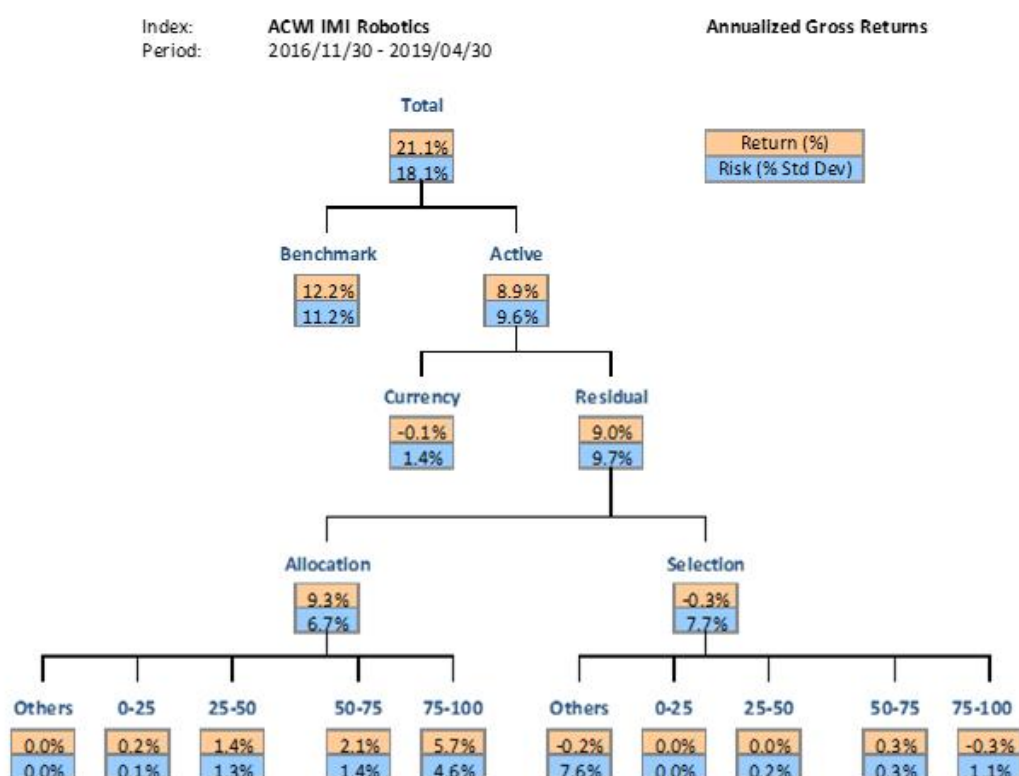 Index: ACWI IMI Robotics Annualized Gross Returns
Period: 2016/11/30 - 2019/04/30
Total
21.1% Return (%)
18.1% Risk (% Std Dev)
Benchmark Active
12.2% 8.9%
11.2% 9.6%
Currency Residual
-0.1% 9.0%
1.4% 9.7%
Allocation Selection
9.3% -0.3%
6.7% 7.7%
Others 0-25 25-50 50-75 75-100 Others 0-25 25-50 50-75 75-100
0.0% 0.2% 1.4% 2.1% 5.7% -0.2% 0.0% 0.0% 0.3% -0.3%
0.0% 0.1% 1.3% 1.4% 4.6% 7.6% 0.0% 0.2% 0.3% 1.1%